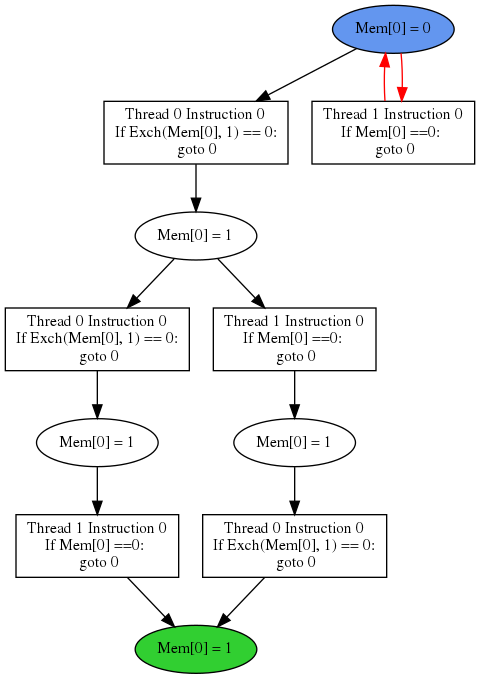 Mem[0] = 0
Thread 0 Instruction 0
If Exch(Mem[0], 1) == 0:
goto 0
Thread 1 Instruction 0
If Mem[0] ==0:
goto 0
Mem[0] = 1
Thread 0 Instruction 0
If Exch(Mem[0], 1) == 0:
goto 0
Thread 1 Instruction 0
If Mem[0] ==0:
goto 0
Mem[0] = 1
Mem[0] = 1
Thread 1 Instruction 0
If Mem[0] ==0:
goto 0
Thread 0 Instruction 0
If Exch(Mem[0], 1) == 0:
goto 0
Mem[0] = 1